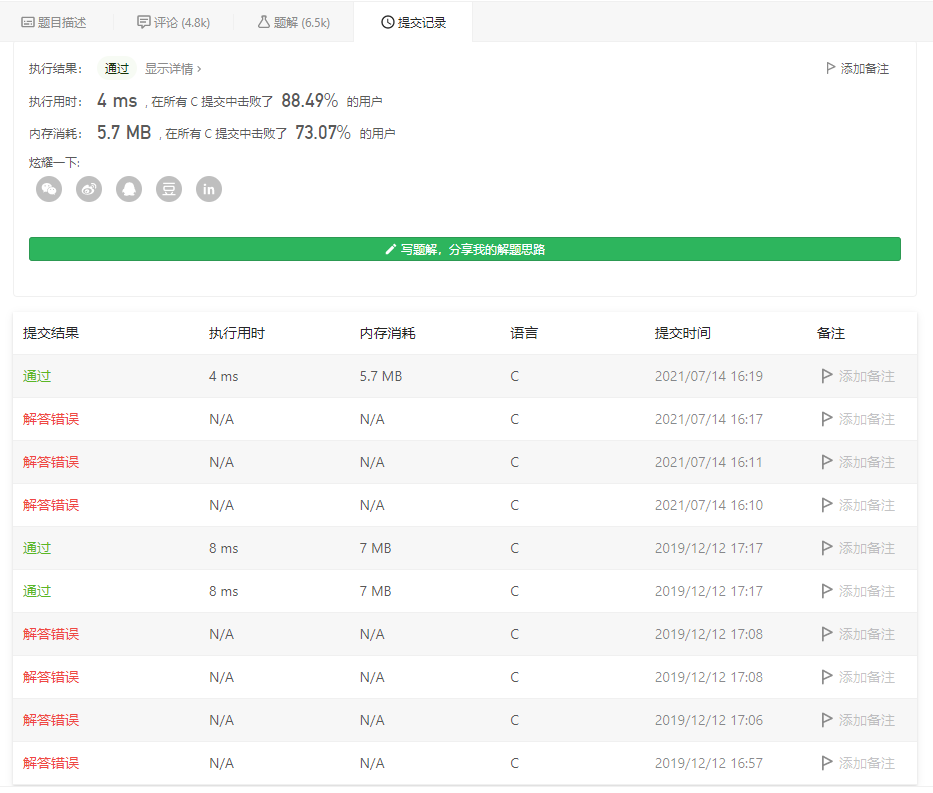 题目描述 评论 (4.8k) 题解 (6.5k) 提交记录
执行结果： 通过 显示详情 › 添加备注
执行用时： 4 ms , 在所有 C 提交中击败了 88.49% 的用户
内存消耗： 5.7 MB , 在所有 C 提交中击败了 73.07% 的用户
炫耀一下:
豆 in
写题解，分享我的解题思路
提交结果 执行用时 内存消耗 语言 提交时间 备注
通过 4 ms 5.7 MB C 2021/07/14 16:19 添加备注
解答错误 N/A N/A C 2021/07/14 16:17 添加备注
解答错误 N/A N/A C 2021/07/14 16:11 添加备注
解答错误 N/A N/A C 2021/07/14 16:10 添加备注
通过 8 ms 7 MB C 2019/12/12 17:17 添加备注
通过 8 ms 7 MB C 2019/12/12 17:17 添加备注
解答错误 N/A N/A C 2019/12/12 17:08 添加备注
解答错误 N/A N/A C 2019/12/12 17:08 添加备注
解答错误 N/A N/A C 2019/12/12 17:06 添加备注
解答错误 N/A N/A C 2019/12/12 16:57 添加备注